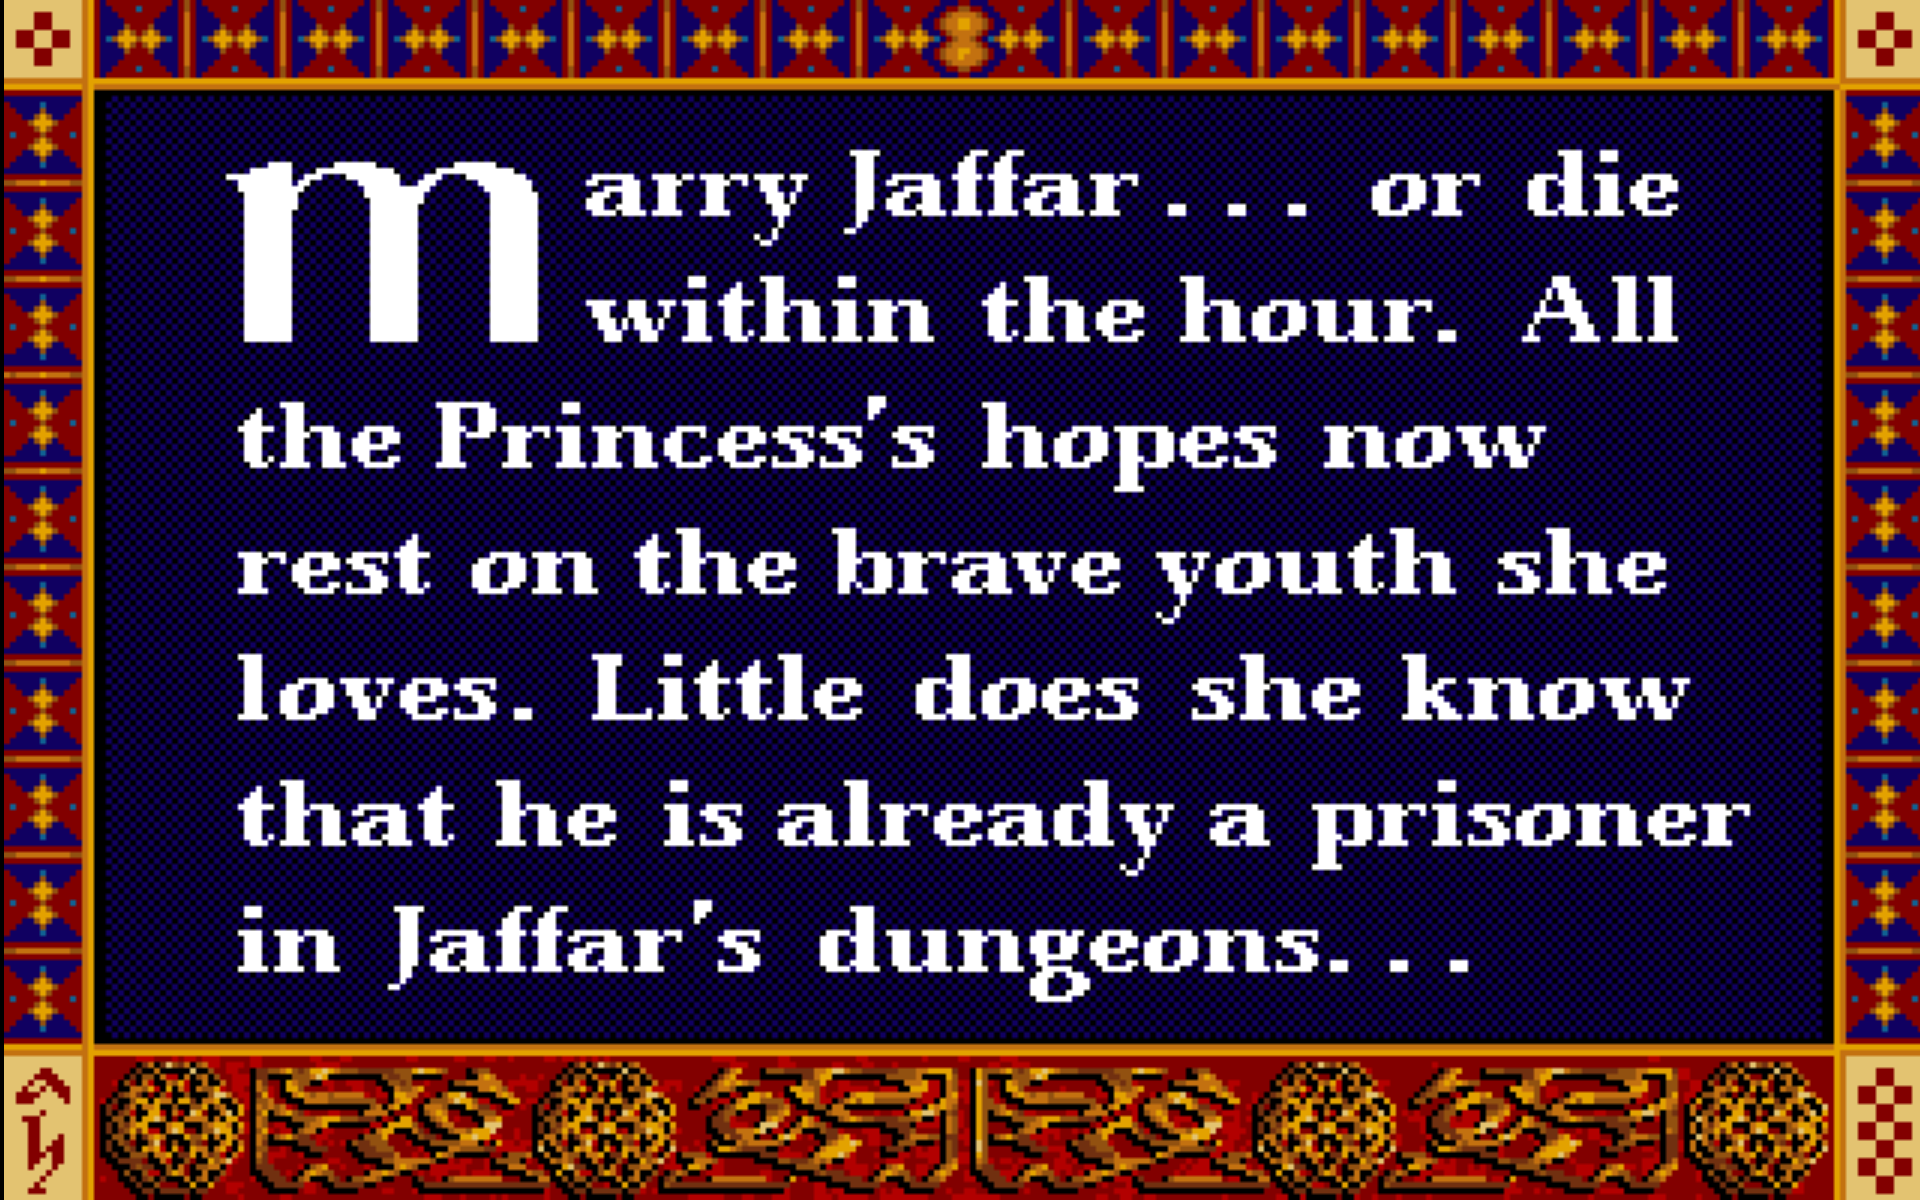 Marry Jaffar... or die
within the hour. All
the Princess's hopes now
rest on the brave youth she
loves. Little does she know
that he is already a prisoner
in Jaffar's dungeons...